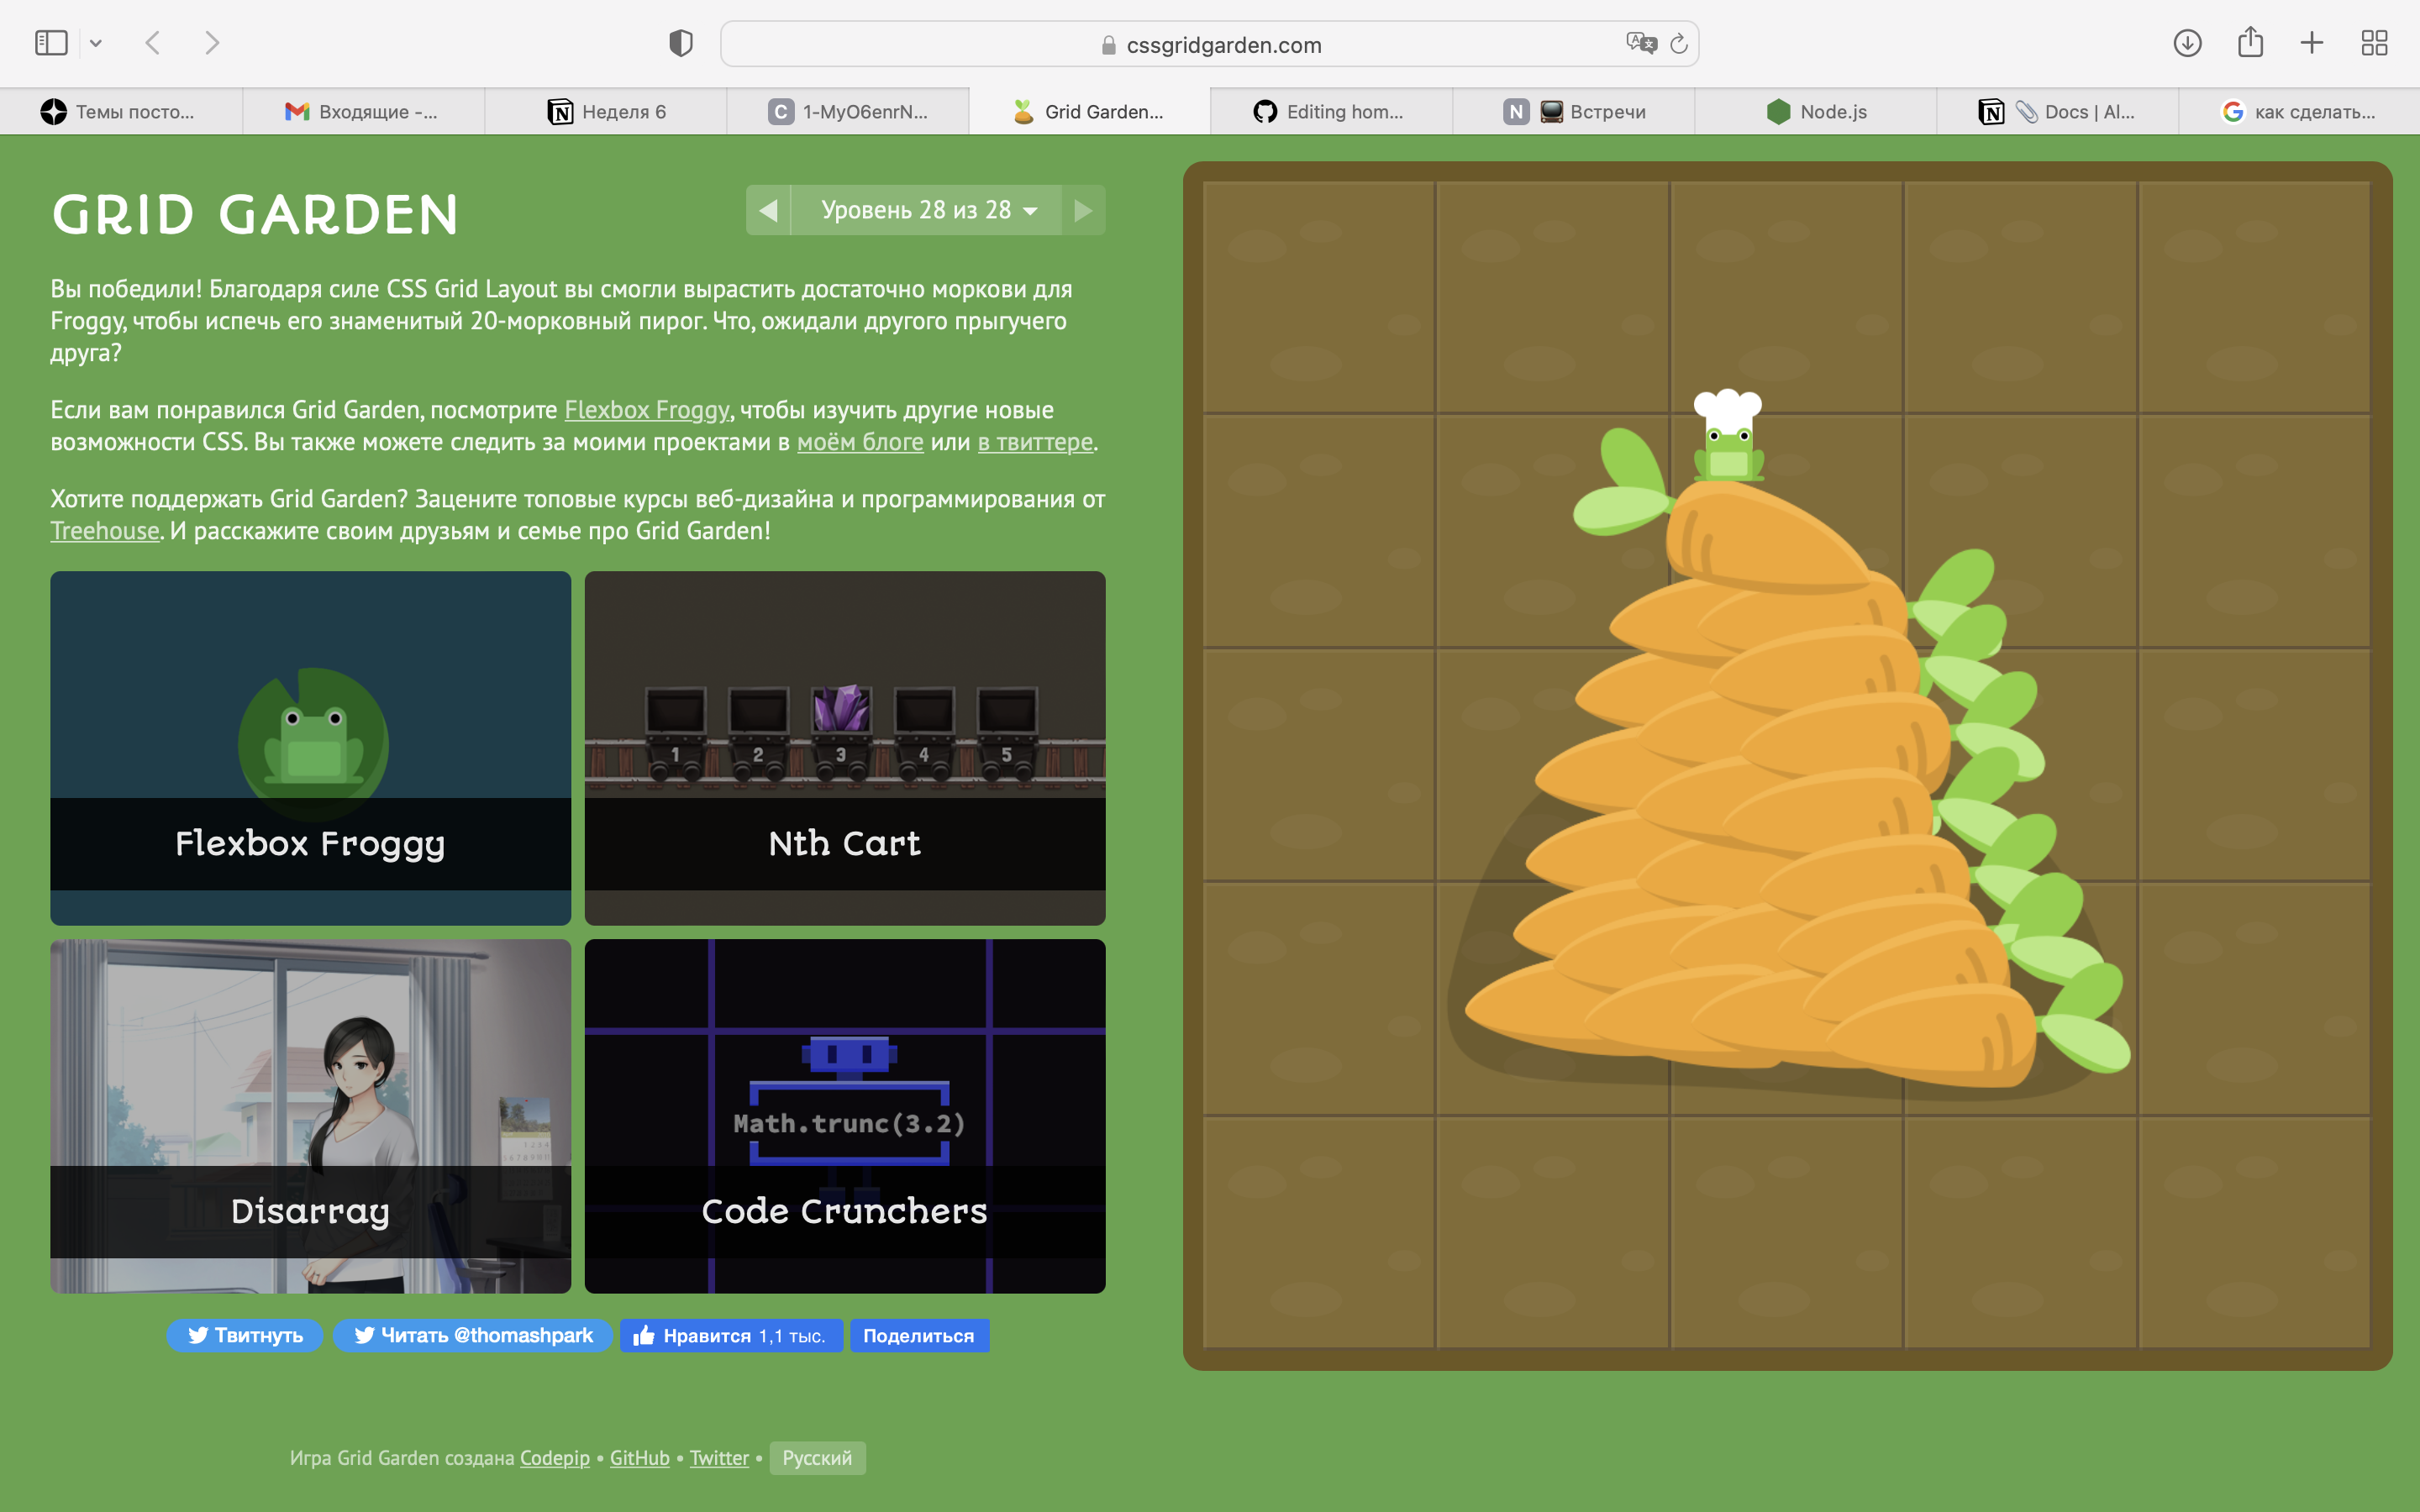 cssgridgarden.com
Темы посто...
Входящие -...
Неделя 6
C 1-MyO6enrN...
Grid Garden...
Editing hom...
N Встречи
Node.js
Docs | Al...
как сделать...
GRID GARDEN
Уровень 28 из 28
Вы победили! Благодаря силе CSS Grid Layout вы смогли вырастить достаточно моркови для
Froggy, чтобы испечь его знаменитый 20-морковный пирог. Что, ожидали другого прыгучего
друга?
Если вам понравился Grid Garden, посмотрите Flexbox Froggy, чтобы изучить другие новые
возможности CSS. Вы также можете следить за моими проектами в моём блоге или в твиттере.
Хотите поддержать Grid Garden? Зацените топовые курсы веб-дизайна и программирования от
Treehouse. И расскажите своим друзьям и семье про Grid Garden!
Flexbox Froggy
1 2 3 4 5
Nth Cart
Disarray
Math.trunc(3.2)
Code Crunchers
Твитнуть
Читать @thomashpark
Нравится 1,1 тыс.
Поделиться
Игра Grid Garden создана Codepip • GitHub • Twitter • Русский